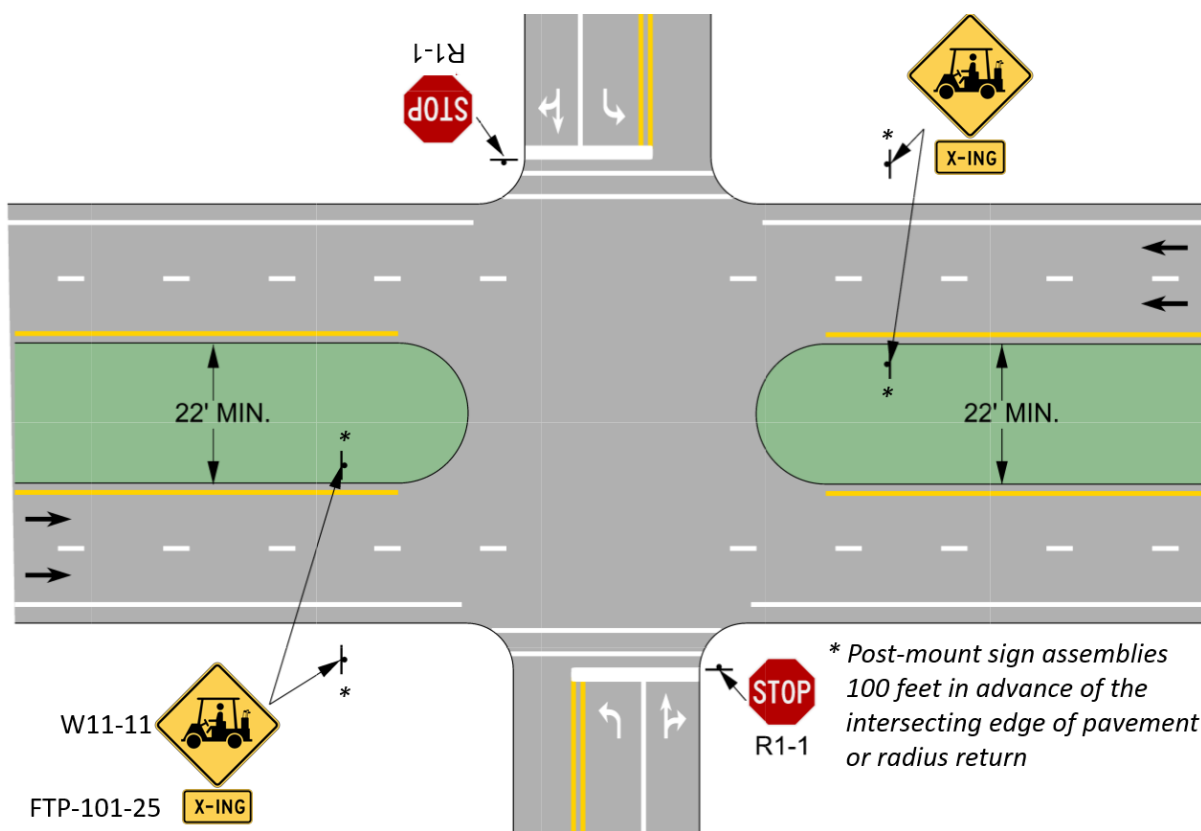 R1-1
STOP
X-ING
*
*
22' MIN.
22' MIN.
*
*
W11-11
FTP-101-25
X-ING
STOP
R1-1
* Post-mount sign assemblies
100 feet in advance of the
intersecting edge of pavement
or radius return